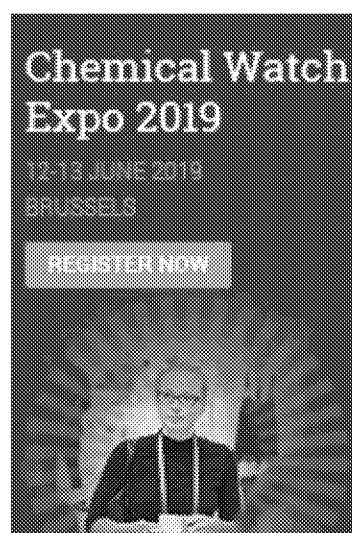 Chemical Watch
Expo 2019
12-13 JUNE 2019
BRUSSELS
REGISTER NOW